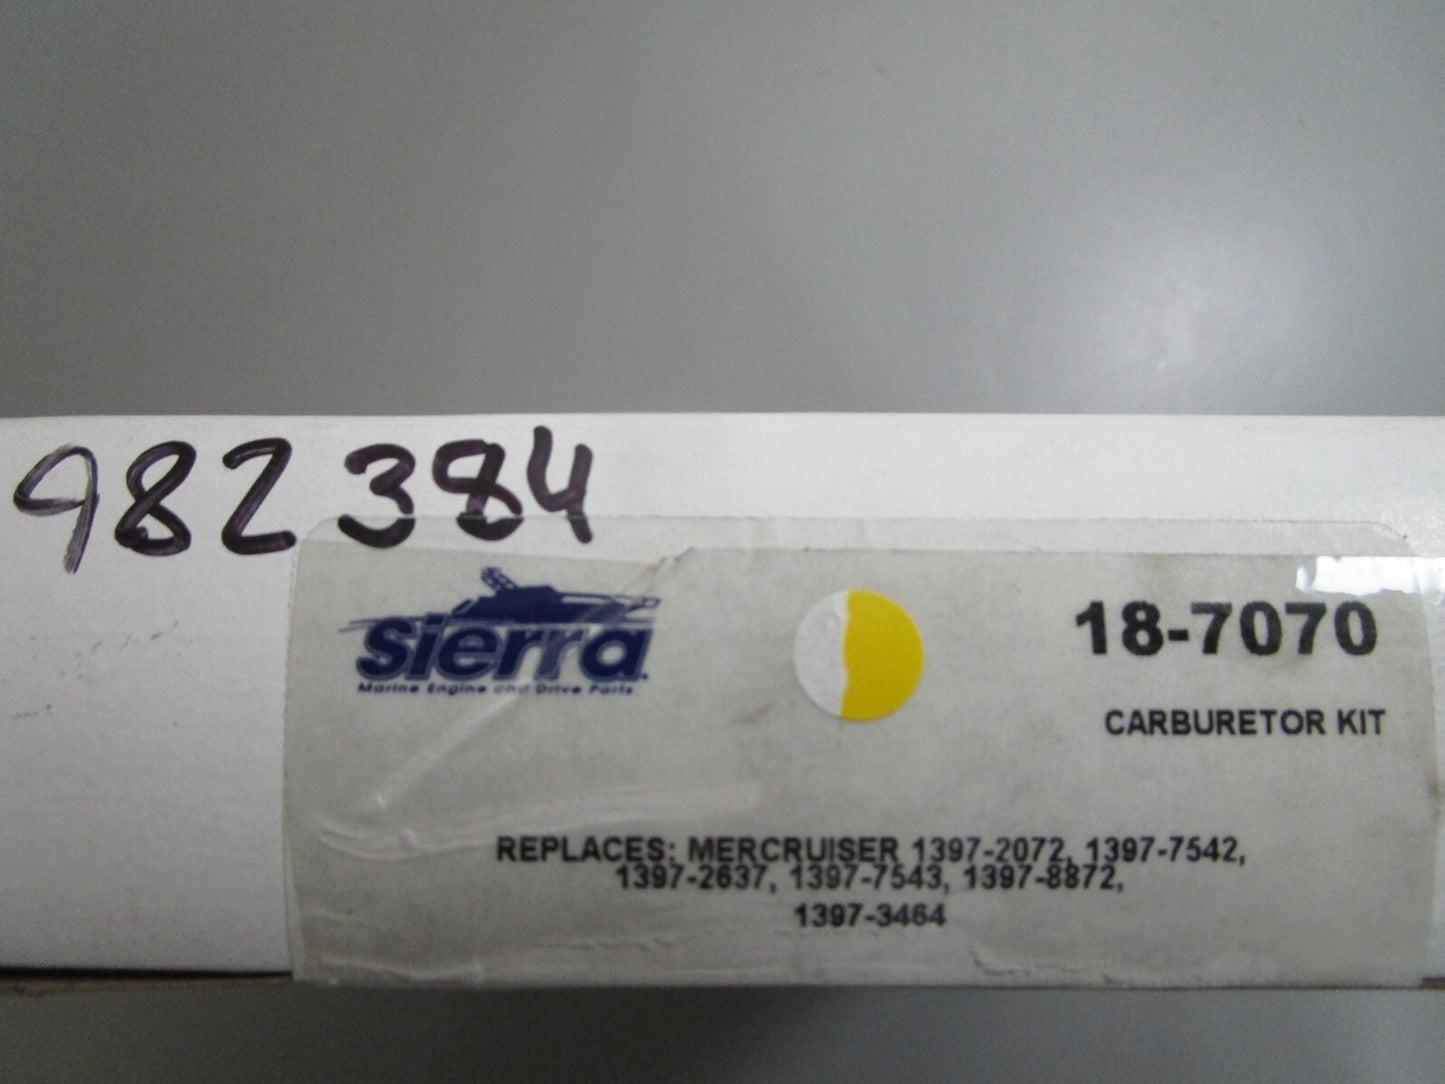 982384
Sierra
Marine Engine and Drive Parts
18-7070
CARBURETOR KIT
REPLACES: MERCRUISER 1397-2072, 1397-7542,
1397-2637, 1397-7543, 1397-8872,
1397-3464